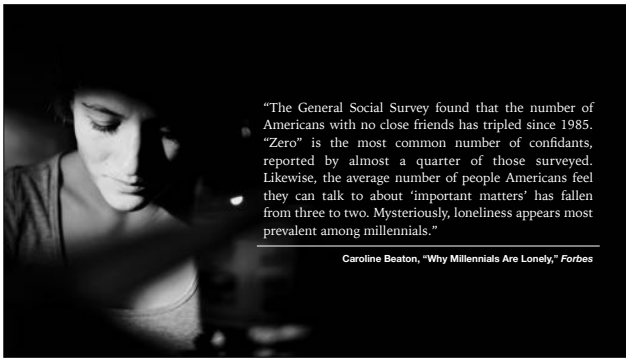 “The General Social Survey found that the number of
Americans with no close friends has tripled since 1985.
“Zero” is the most common number of confidants,
reported by almost a quarter of those surveyed.
Likewise, the average number of people Americans feel
they can talk to about ‘important matters’ has fallen
from three to two. Mysteriously, loneliness appears most
prevalent among millennials.”
Caroline Beaton, “Why Millennials Are Lonely,” Forbes